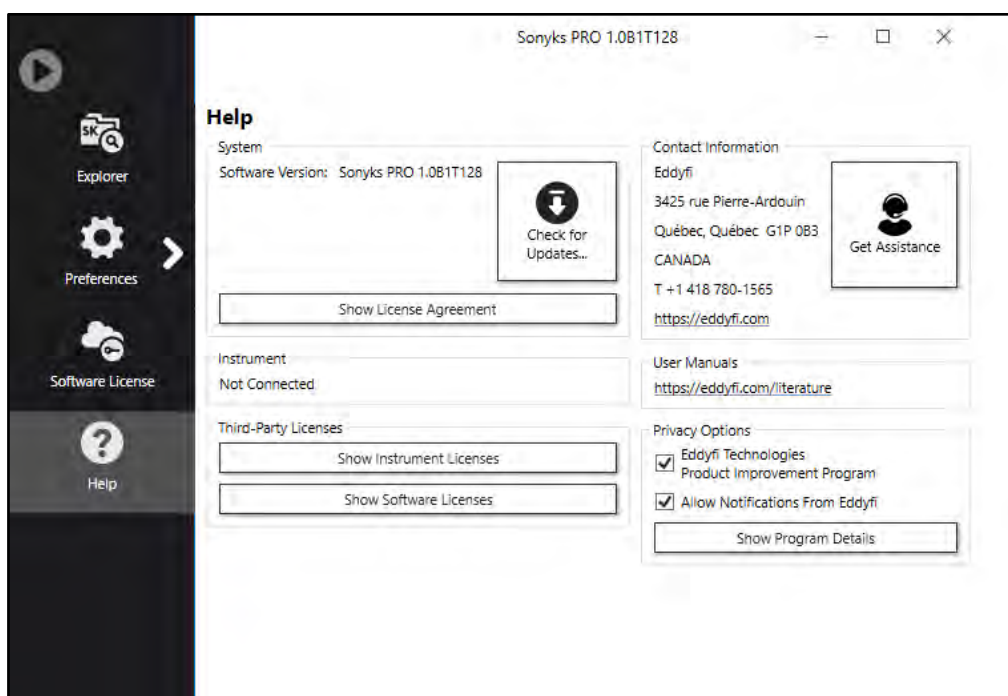 Sonyks PRO 1.0B1T128
SK
Explorer
Preferences
Software License
Help
Help
System
Software Version: Sonyks PRO 1.0B1T128
Check for
Updates...
Show License Agreement
Instrument
Not Connected
Third-Party Licenses
Show Instrument Licenses
Show Software Licenses
Contact Information
Eddyfi
3425 rue Pierre-Ardouin
Québec, Québec G1P 0B3
CANADA
T +1 418 780-1565
https://eddyfi.com
Get Assistance
User Manuals
https://eddyfi.com/literature
Privacy Options
Eddyfi Technologies
Product Improvement Program
Allow Notifications From Eddyfi
Show Program Details